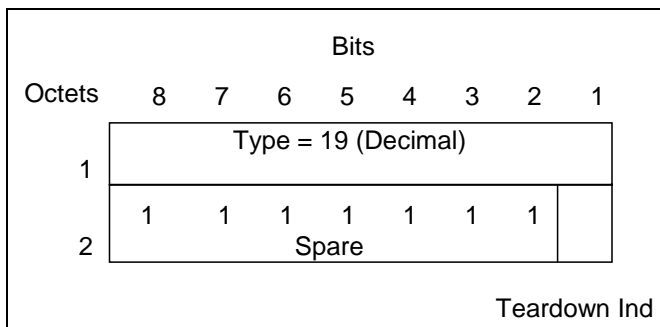 Bits
Octets 8 7 6 5 4 3 2 1
Type = 19 (Decimal)
1
1 1 1 1 1 1 1
2 Spare
Teardown Ind